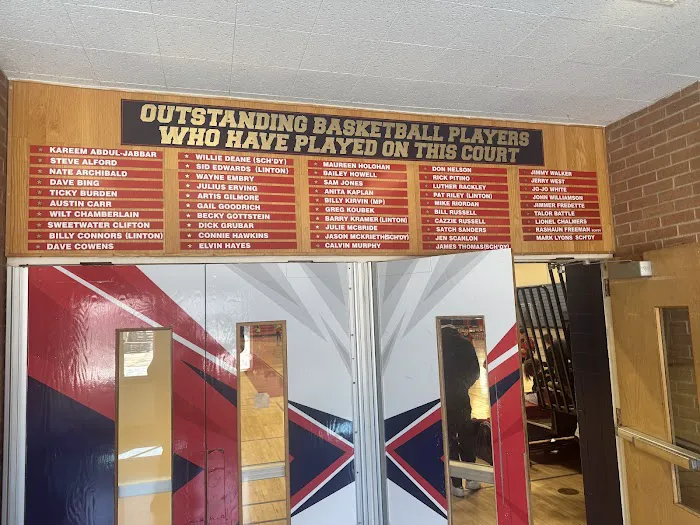 OUTSTANDING BASKETBALL PLAYERS
WHO HAVE PLAYED ON THIS COURT
KAREEM ABDUL-JABBAR
STEVE ALFORD
NATE ARCHIBALD
DAVE BING
TICKY BURDEN
AUSTIN CARR
WILT CHAMBERLAIN
SWEETWATER CLIFTON
BILLY CONNORS (LINTON)
DAVE COWENS
WILLIE DEANE (SCH'DY)
SID EDWARDS (LINTON)
WAYNE EMBRY
JULIUS ERVING
ARTIS GILMORE
GAIL GOODRICH
BECKY GOTTSTEIN
DICK GRUBAR
CONNIE HAWKINS
ELVIN HAYES
MAUREEN HOLOHAN
BAILEY HOWELL
SAM JONES
ANITA KAPLAN
BILLY KIRVIN (MP)
GREG KOUBEK
BARRY KRAMER (LINTON)
JULIE MCBRIDE
JASON MCKRIETH(SCH'DY)
CALVIN MURPHY
DON NELSON
RICK PITINO
LUTHER RACKLEY
PAT RILEY (LINTON)
MIKE RIORDAN
BILL RUSSELL
CAZZIE RUSSELL
SATCH SANDERS
JEN SCANLON
JAMES THOMAS(SCH'DY)
JIMMY WALKER
JERRY WEST
JO-JO WHITE
JOHN WILLIAMSON
JIMMER FREDETTE
TALOR BATTLE
LIONEL CHALMERS
RASHAUN FREEMAN
MARK LYONS SCH'DY